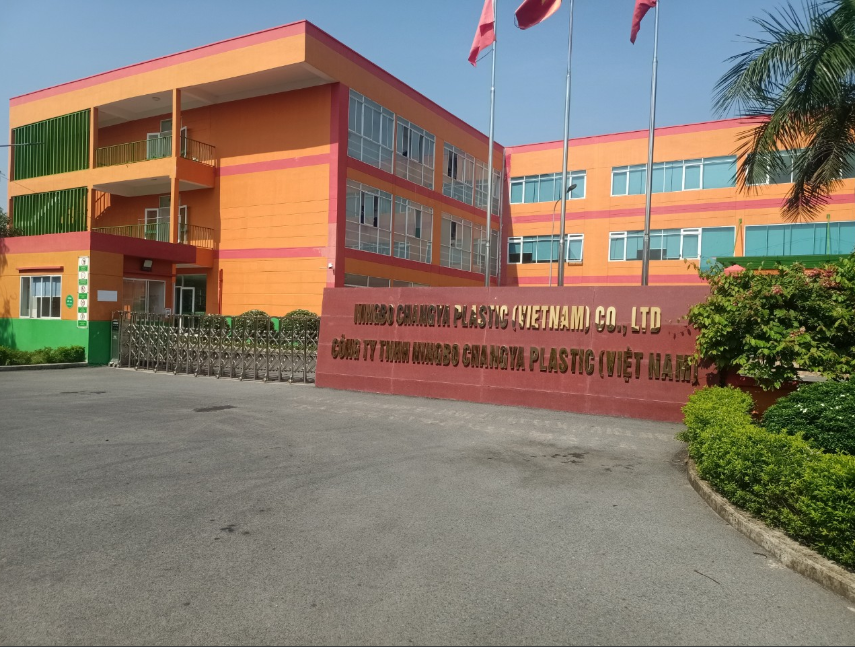 NINGBO CHANGYA PLASTIC (VIETNAM) CO., LTD
CÔNG TY TNHH NINGBO CHANGYA PLASTIC (VIỆT NAM)